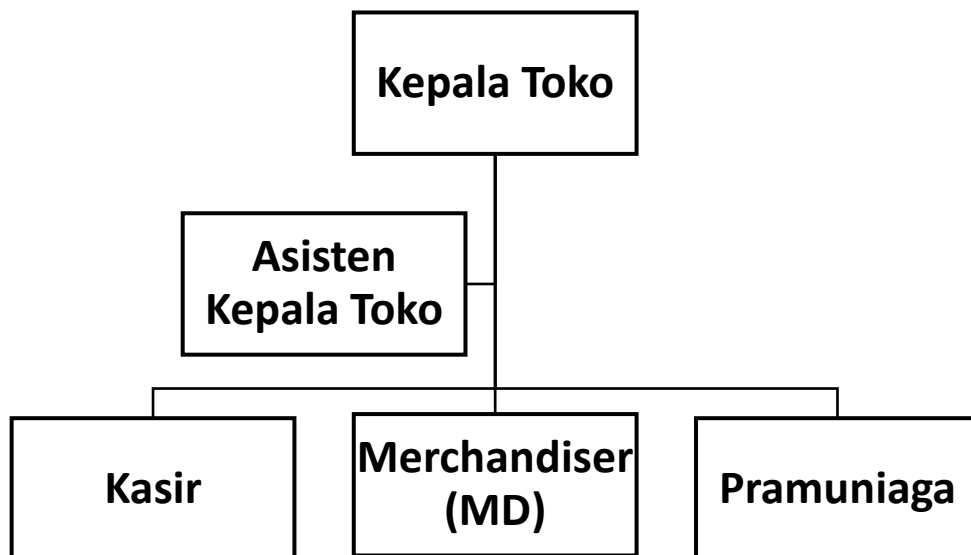 Kepala Toko
Asisten
Kepala Toko
Kasir
Merchandiser
(MD)
Pramuniaga